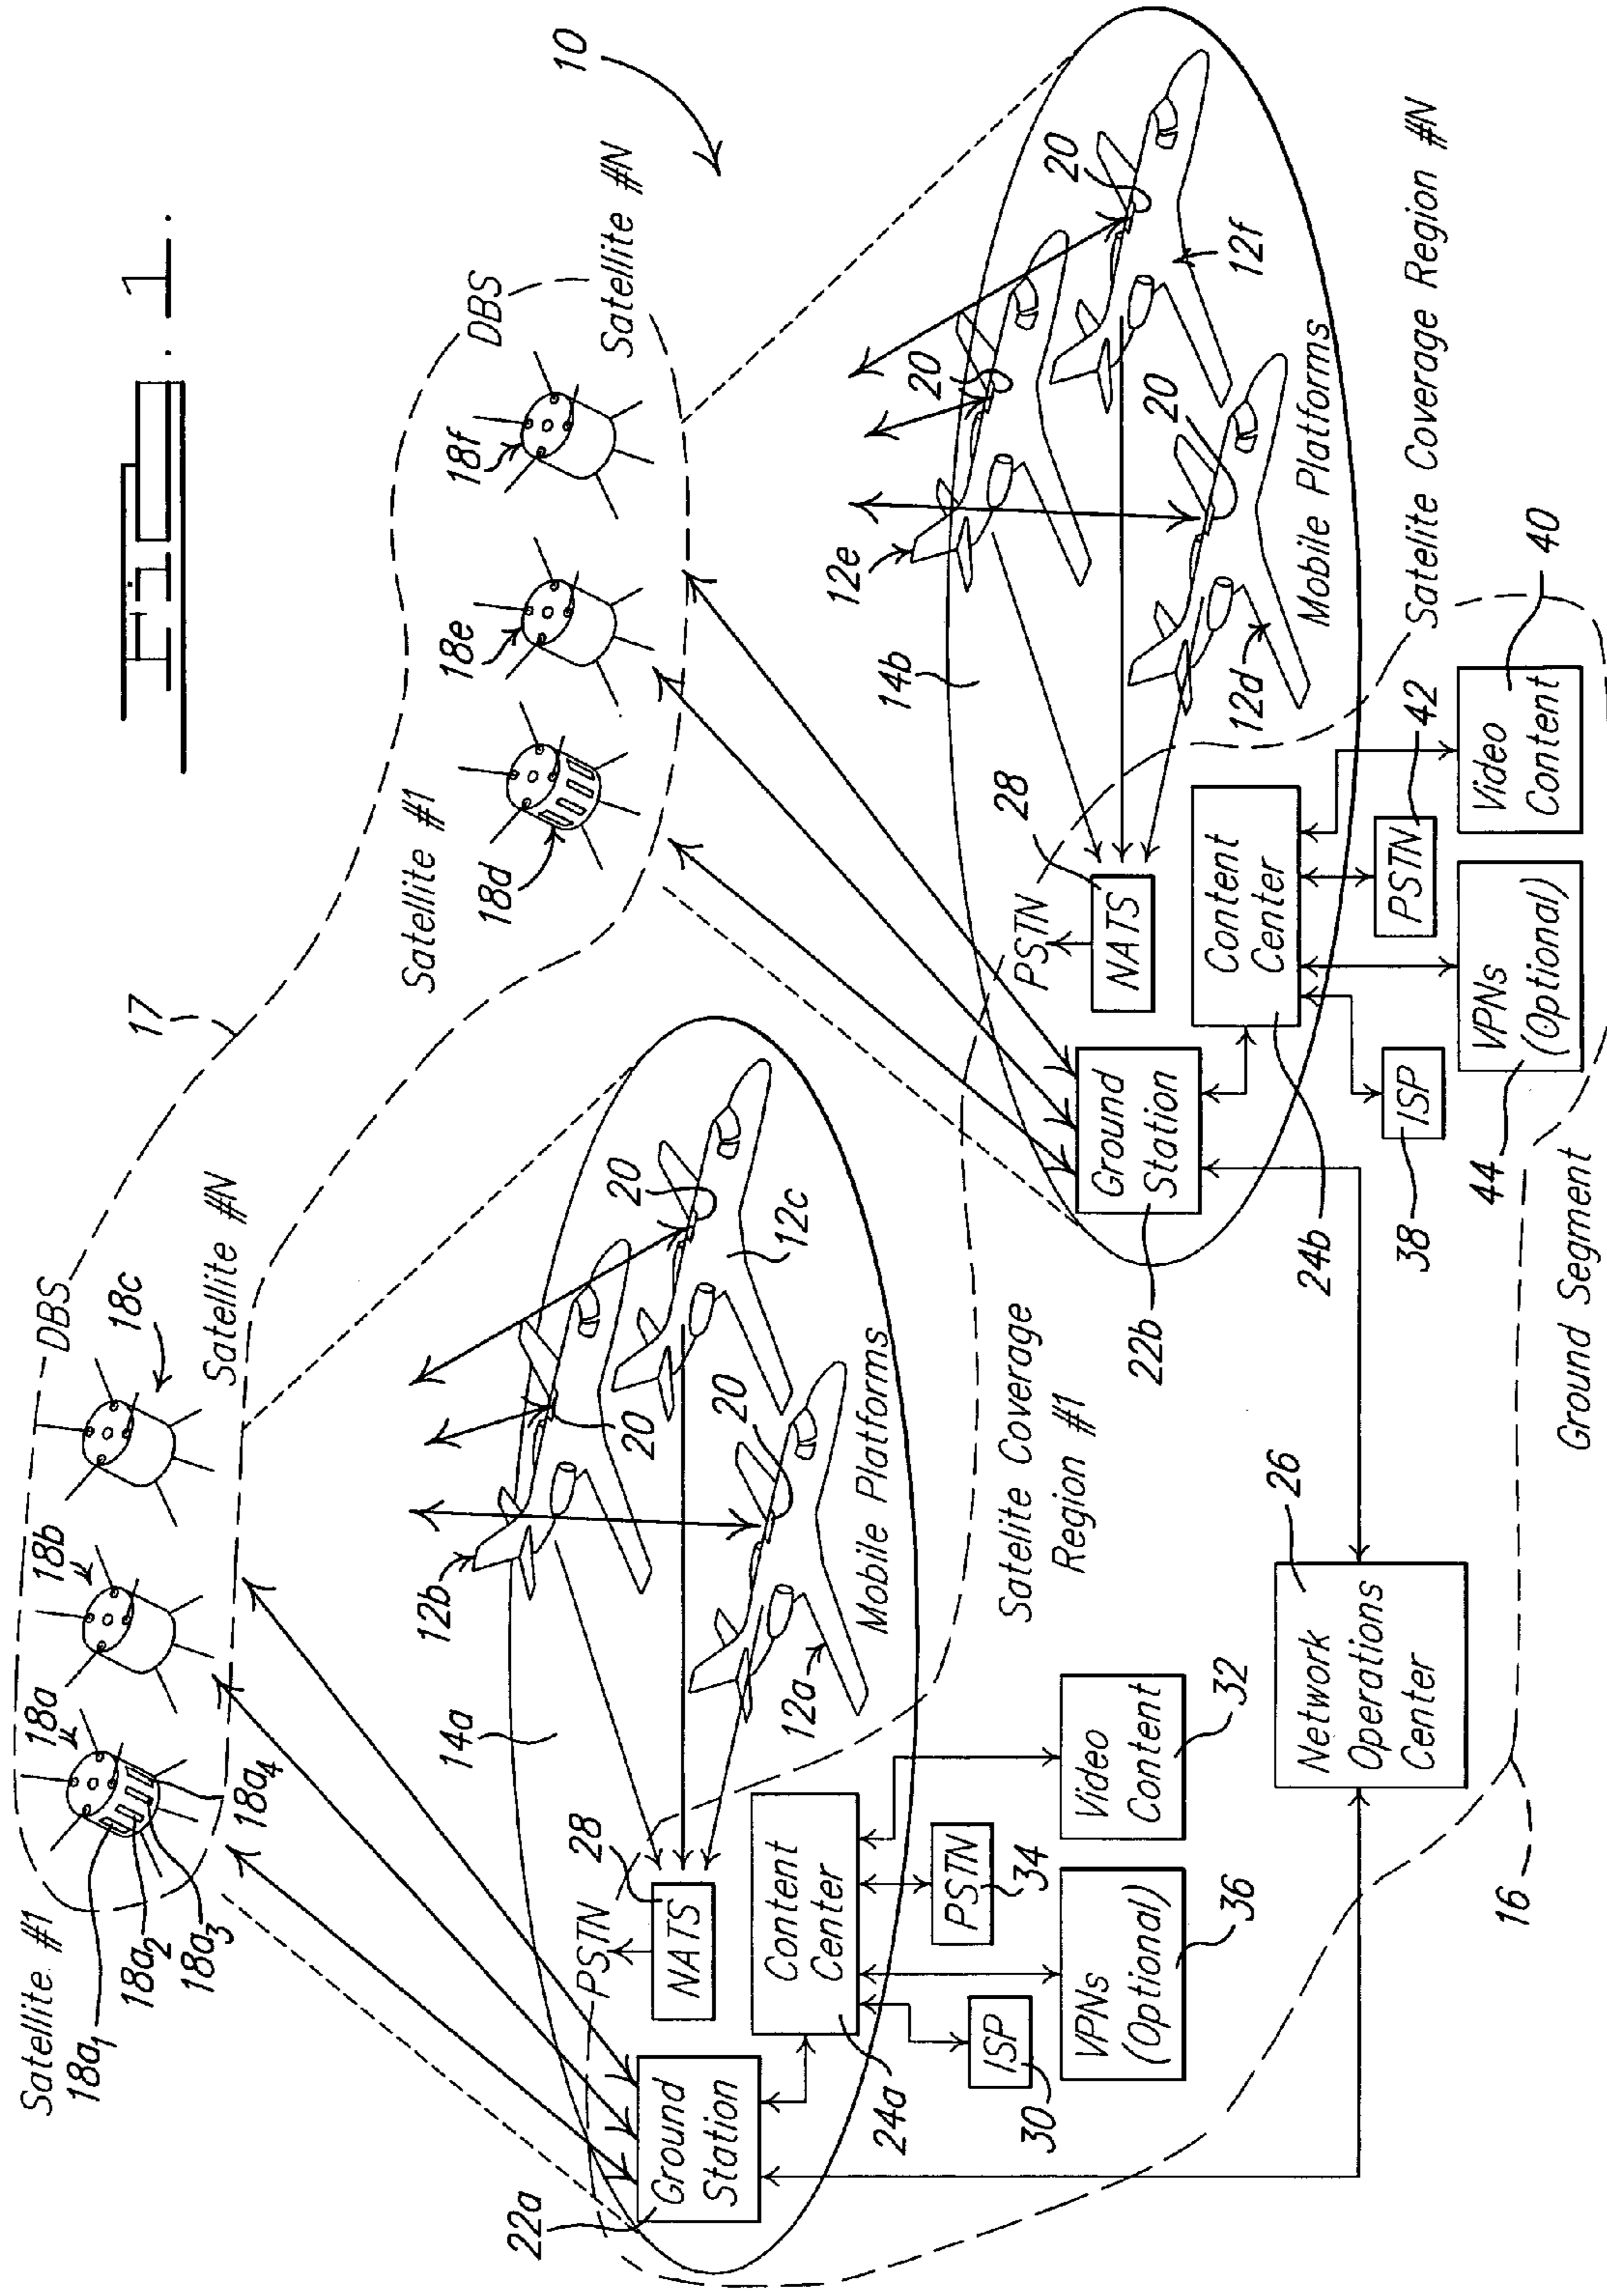 Fig. 1.
10
17
Satellite #1
DBS
Satellite #N
18a
18b
18c
18a1
18a2
18a3
18a4
Satellite #1
DBS
Satellite #N
18d
18e
18f
14a
12b
20
20
12c
20
12a
Mobile Platforms
PSTN
28
NATS
22a
Ground
Station
Content
Center
24a
ISP
30
PSTN
34
VPNs
(Optional)
36
Video
Content
32
Satellite Coverage
Region #1
14b
12e
20
20
12f
20
12d
Mobile Platforms
Satellite Coverage Region #N
PSTN
28
NATS
Ground
Station
22b
Content
Center
24b
ISP
38
PSTN
42
VPNs
(Optional)
44
Video
Content
40
Network
Operations
Center
26
16
Ground Segment